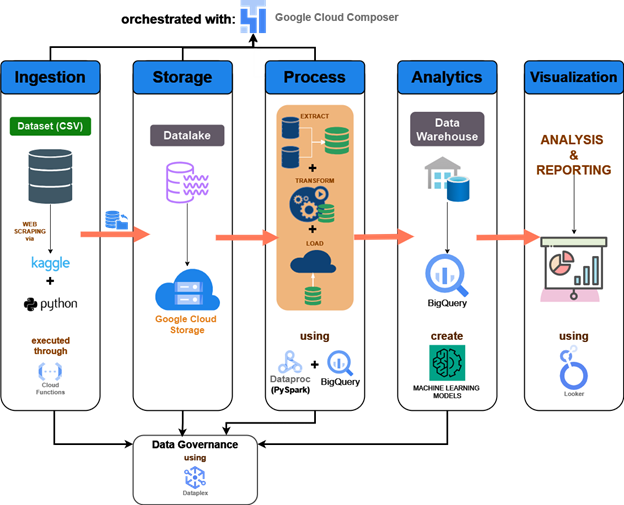 orchestrated with:
Google Cloud Composer
Ingestion
Storage
Process
Analytics
Visualization
Dataset (CSV)
WEB
SCRAPING
via
kaggle
+
python
executed
through
Cloud
Functions
Datalake
Google Cloud
Storage
EXTRACT
+
TRANSFORM
+
LOAD
using
Dataproc
(PySpark)
+
BigQuery
Data
Warehouse
BigQuery
create
MACHINE LEARNING
MODELS
ANALYSIS
&
REPORTING
using
Looker
Data Governance
using
Dataplex